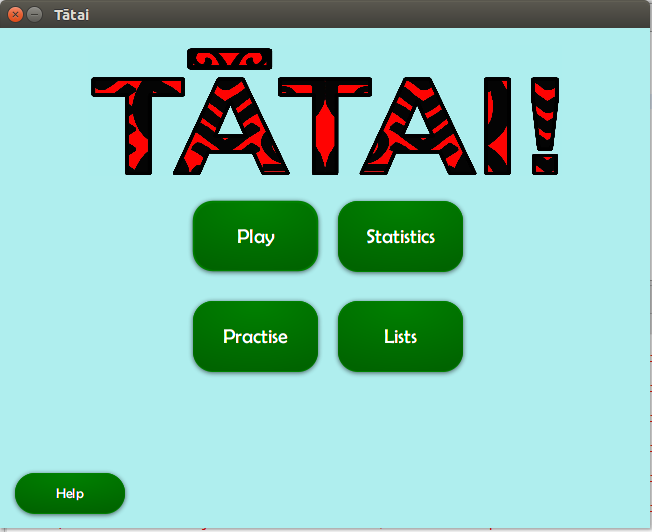 Tātai
TĀTAI!
Play
Statistics
Practise
Lists
Help